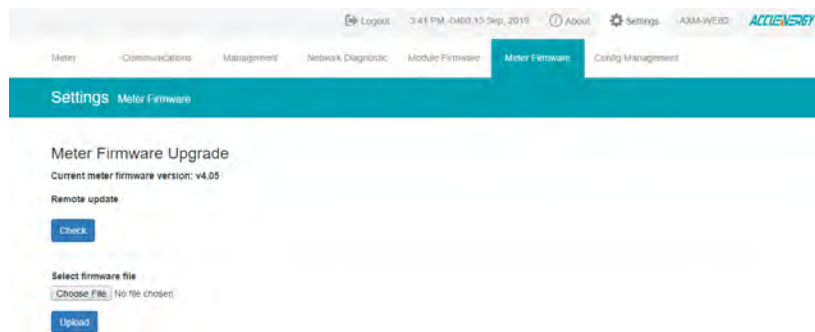 Logout 3:41 PM -0400 13 Sep, 2019 About Settings AXM-WEB2 ACCUENERGY
Meter Communications Management Network Diagnostic Module Firmware Meter Firmware Config Management
Settings Meter Firmware
Meter Firmware Upgrade
Current meter firmware version: v4.05
Remote update
Check
Select firmware file
Choose File No file chosen
Upload